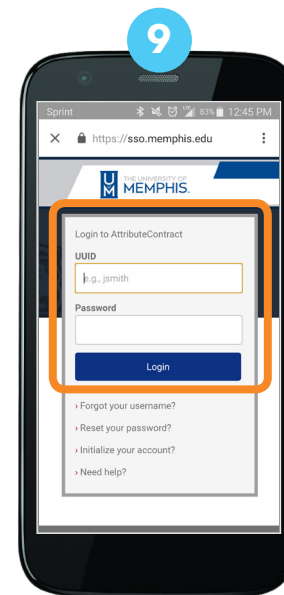 9
Sprint 83% 12:45 PM
https://sso.memphis.edu
THE UNIVERSITY OF
MEMPHIS.
Login to AttributeContract
UUID
e.g., jsmith
Password
Login
› Forgot your username?
› Reset your password?
› Initialize your account?
› Need help?